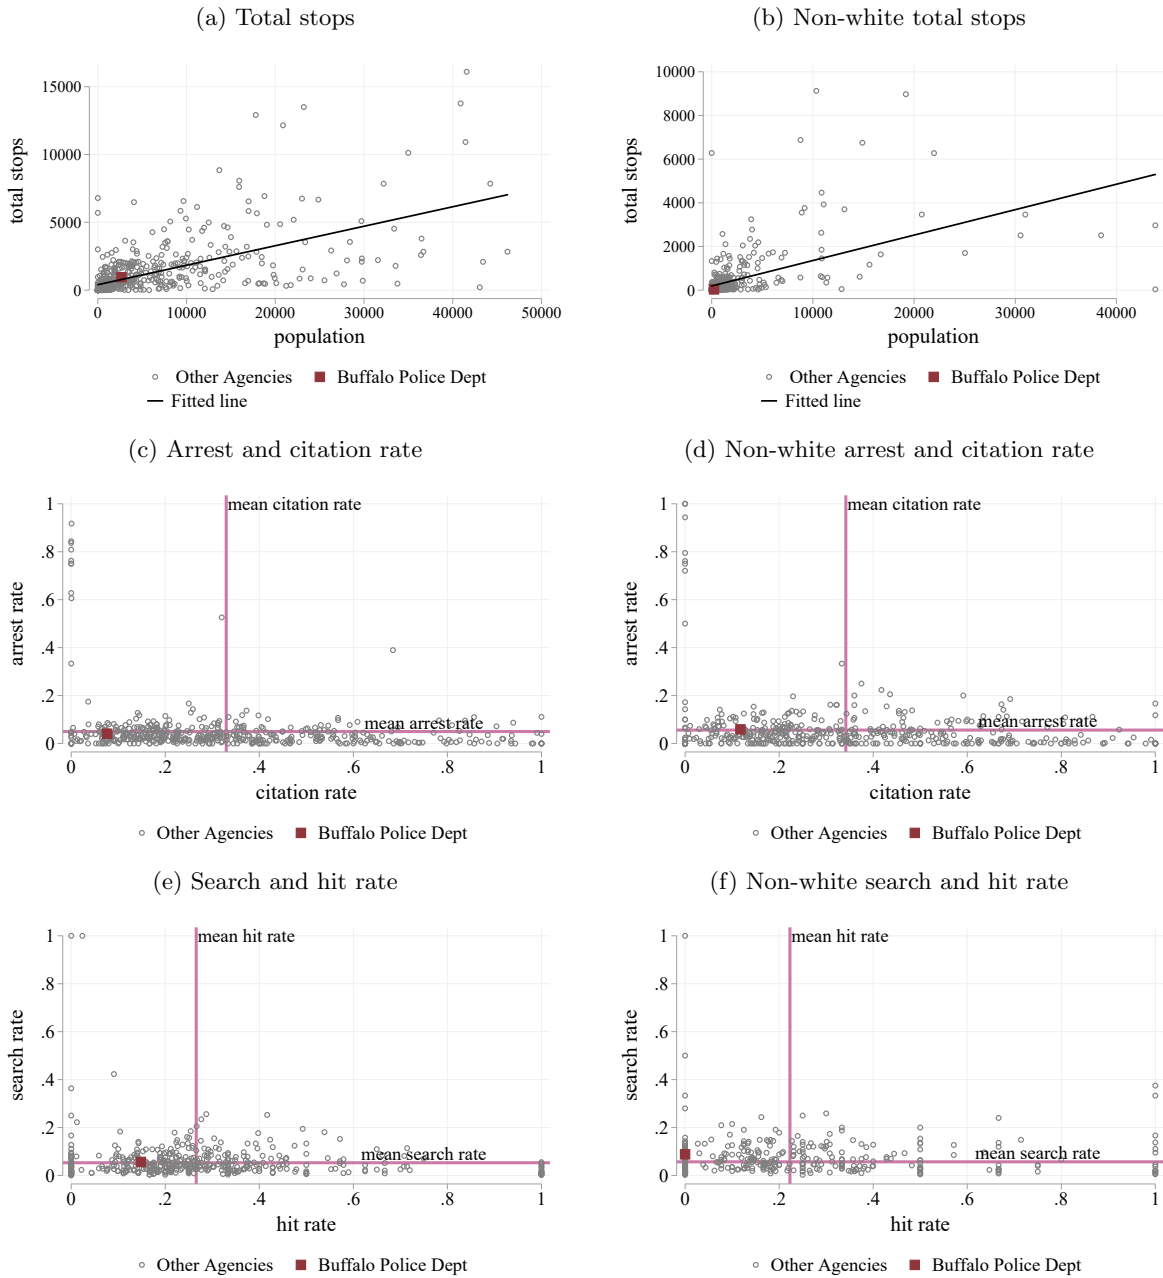 (a) Total stops
(b) Non-white total stops
total stops
15000
10000
5000
0
0 10000 20000 30000 40000 50000
population
Other Agencies Buffalo Police Dept
Fitted line
total stops
10000
8000
6000
4000
2000
0
0 10000 20000 30000 40000
population
Other Agencies Buffalo Police Dept
Fitted line
(c) Arrest and citation rate
(d) Non-white arrest and citation rate
arrest rate
1
.8
.6
.4
.2
0
mean citation rate
mean arrest rate
0 .2 .4 .6 .8 1
citation rate
Other Agencies Buffalo Police Dept
arrest rate
1
.8
.6
.4
.2
0
mean citation rate
mean arrest rate
0 .2 .4 .6 .8 1
citation rate
Other Agencies Buffalo Police Dept
(e) Search and hit rate
(f) Non-white search and hit rate
search rate
1
.8
.6
.4
.2
0
mean hit rate
mean search rate
0 .2 .4 .6 .8 1
hit rate
Other Agencies Buffalo Police Dept
search rate
1
.8
.6
.4
.2
0
mean hit rate
mean search rate
0 .2 .4 .6 .8 1
hit rate
Other Agencies Buffalo Police Dept